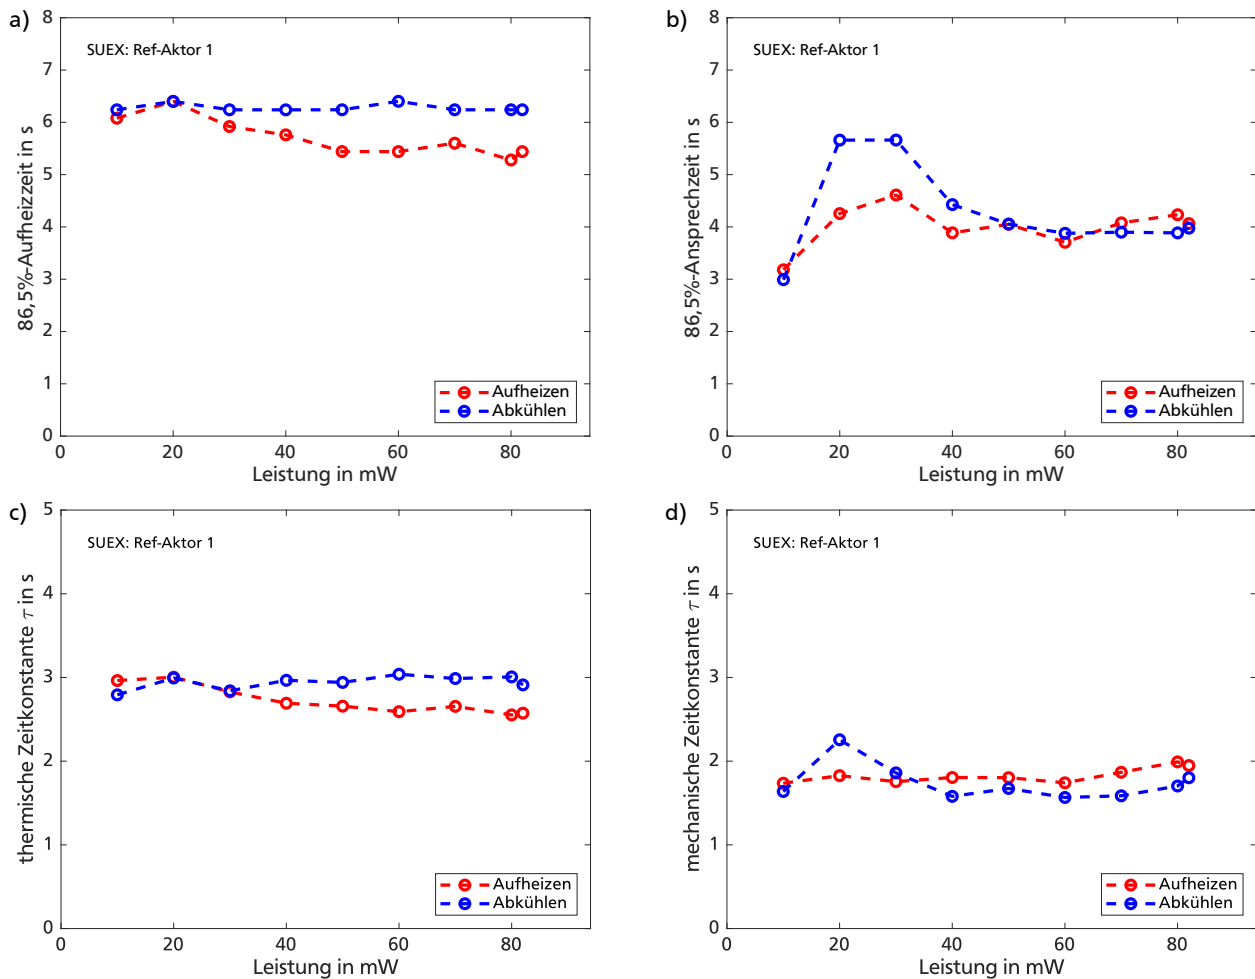 a)
SUEX: Ref-Aktor 1
86,5%-Aufheizzeit in s
8
7
6
5
4
3
2
1
0
0 20 40 60 80
Leistung in mW
Aufheizen
Abkühlen
b)
SUEX: Ref-Aktor 1
86,5%-Ansprechzeit in s
8
7
6
5
4
3
2
1
0
0 20 40 60 80
Leistung in mW
Aufheizen
Abkühlen
c)
SUEX: Ref-Aktor 1
thermische Zeitkonstante τ in s
5
4
3
2
1
0
0 20 40 60 80
Leistung in mW
Aufheizen
Abkühlen
d)
SUEX: Ref-Aktor 1
mechanische Zeitkonstante τ in s
5
4
3
2
1
0
0 20 40 60 80
Leistung in mW
Aufheizen
Abkühlen